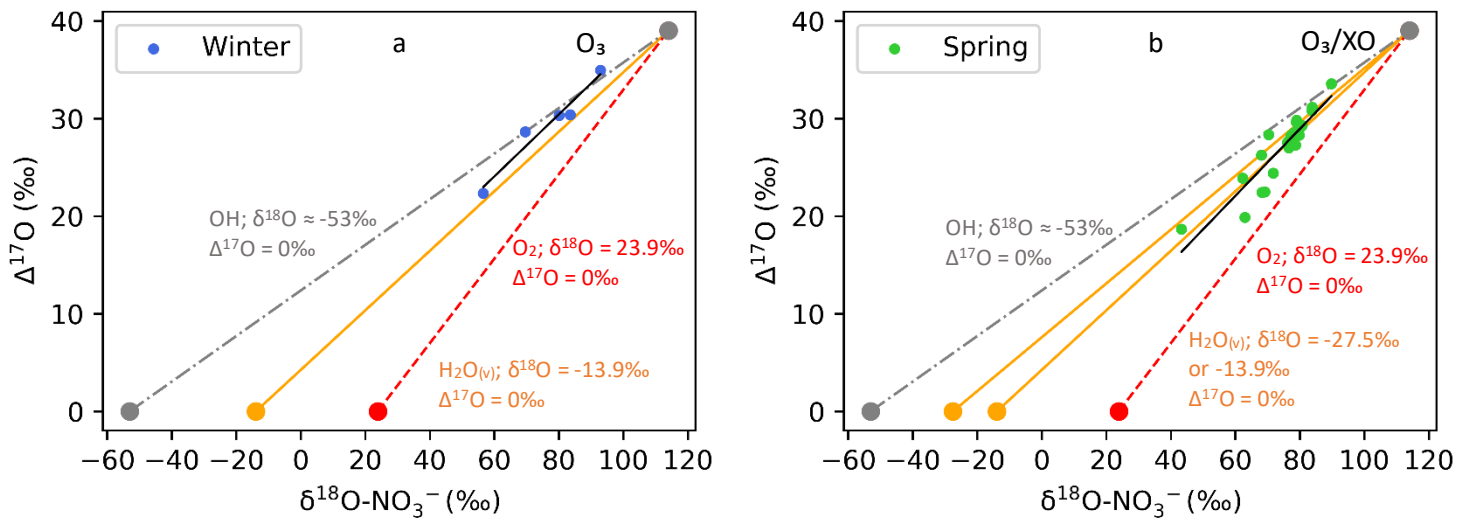 Winter
a
O₃
40
30
20
10
0
Δ¹⁷O (‰)
OH; δ¹⁸O ≈ -53‰
Δ¹⁷O = 0‰
O₂; δ¹⁸O = 23.9‰
Δ¹⁷O = 0‰
H₂O₍ᵥ₎; δ¹⁸O = -13.9‰
Δ¹⁷O = 0‰
−60 −40 −20 0 20 40 60 80 100 120
δ¹⁸O-NO₃⁻(‰)
Spring
b
O₃/XO
40
30
20
10
0
Δ¹⁷O (‰)
OH; δ¹⁸O ≈ -53‰
Δ¹⁷O = 0‰
O₂; δ¹⁸O = 23.9‰
Δ¹⁷O = 0‰
H₂O₍ᵥ₎; δ¹⁸O = -27.5‰
or -13.9‰
Δ¹⁷O = 0‰
−60 −40 −20 0 20 40 60 80 100 120
δ¹⁸O-NO₃⁻(‰)